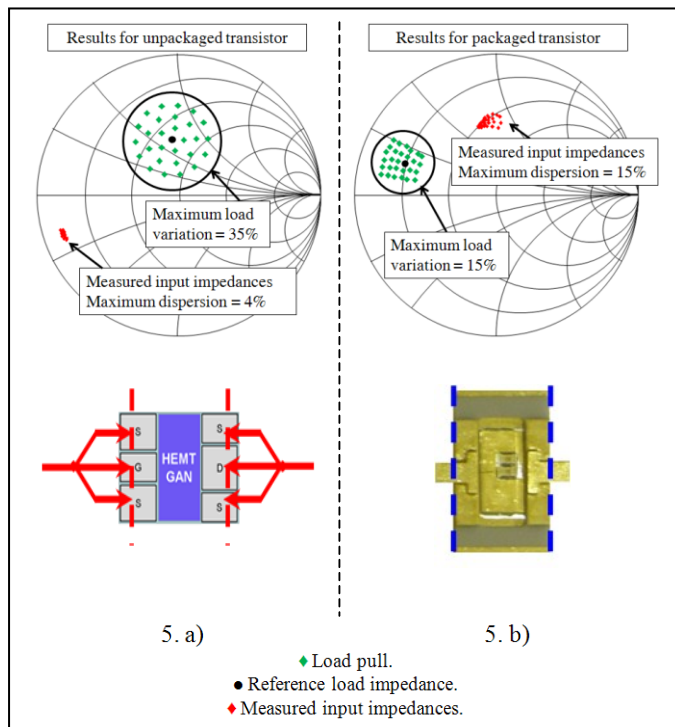 Results for unpackaged transistor
Maximum load
variation = 35%
Measured input impedances
Maximum dispersion = 4%
S
G
S
HEMT
GAN
S
D
S
5. a)
Results for packaged transistor
Measured input impedances
Maximum dispersion = 15%
Maximum load
variation = 15%
5. b)
Load pull.
Reference load impedance.
Measured input impedances.